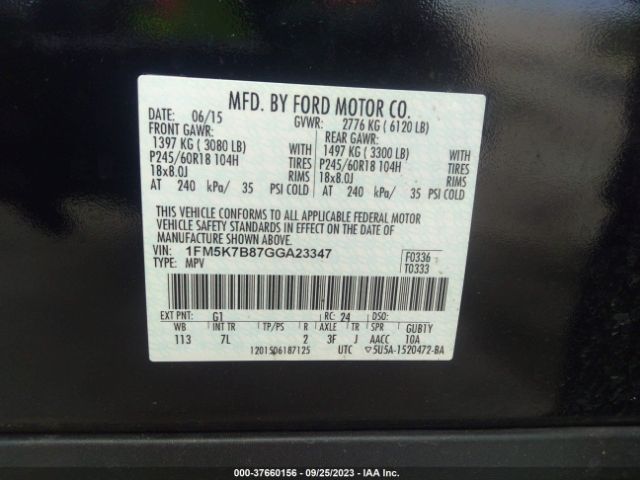 MFD. BY FORD MOTOR CO.
DATE: 06/15 GVWR: 2776 KG ( 6120 LB)
FRONT GAWR: REAR GAWR:
1397 KG ( 3080 LB) WITH 1497 KG ( 3300 LB) WITH
P245/60R18 104H TIRES P245/60R18 104H TIRES
18x8.0J RIMS 18x8.0J RIMS
AT 240 kPa/ 35 PSI COLD AT 240 kPa/ 35 PSI COLD
THIS VEHICLE CONFORMS TO ALL APPLICABLE FEDERAL MOTOR
VEHICLE SAFETY STANDARDS IN EFFECT ON THE DATE OF
MANUFACTURE SHOWN ABOVE.
VIN: 1FM5K7B87GGA23347 F0336
TYPE: MPV T0333
EXT PNT: G1 RC: 24 DSO:
WB INT TR TP/PS R AXLE TR SPR GUB1Y
113 7L 2 3F J AACC 10A
1201506187125 UTC ▽5U5A-1520472-BA
000-37660156 - 09/25/2023 - IAA Inc.